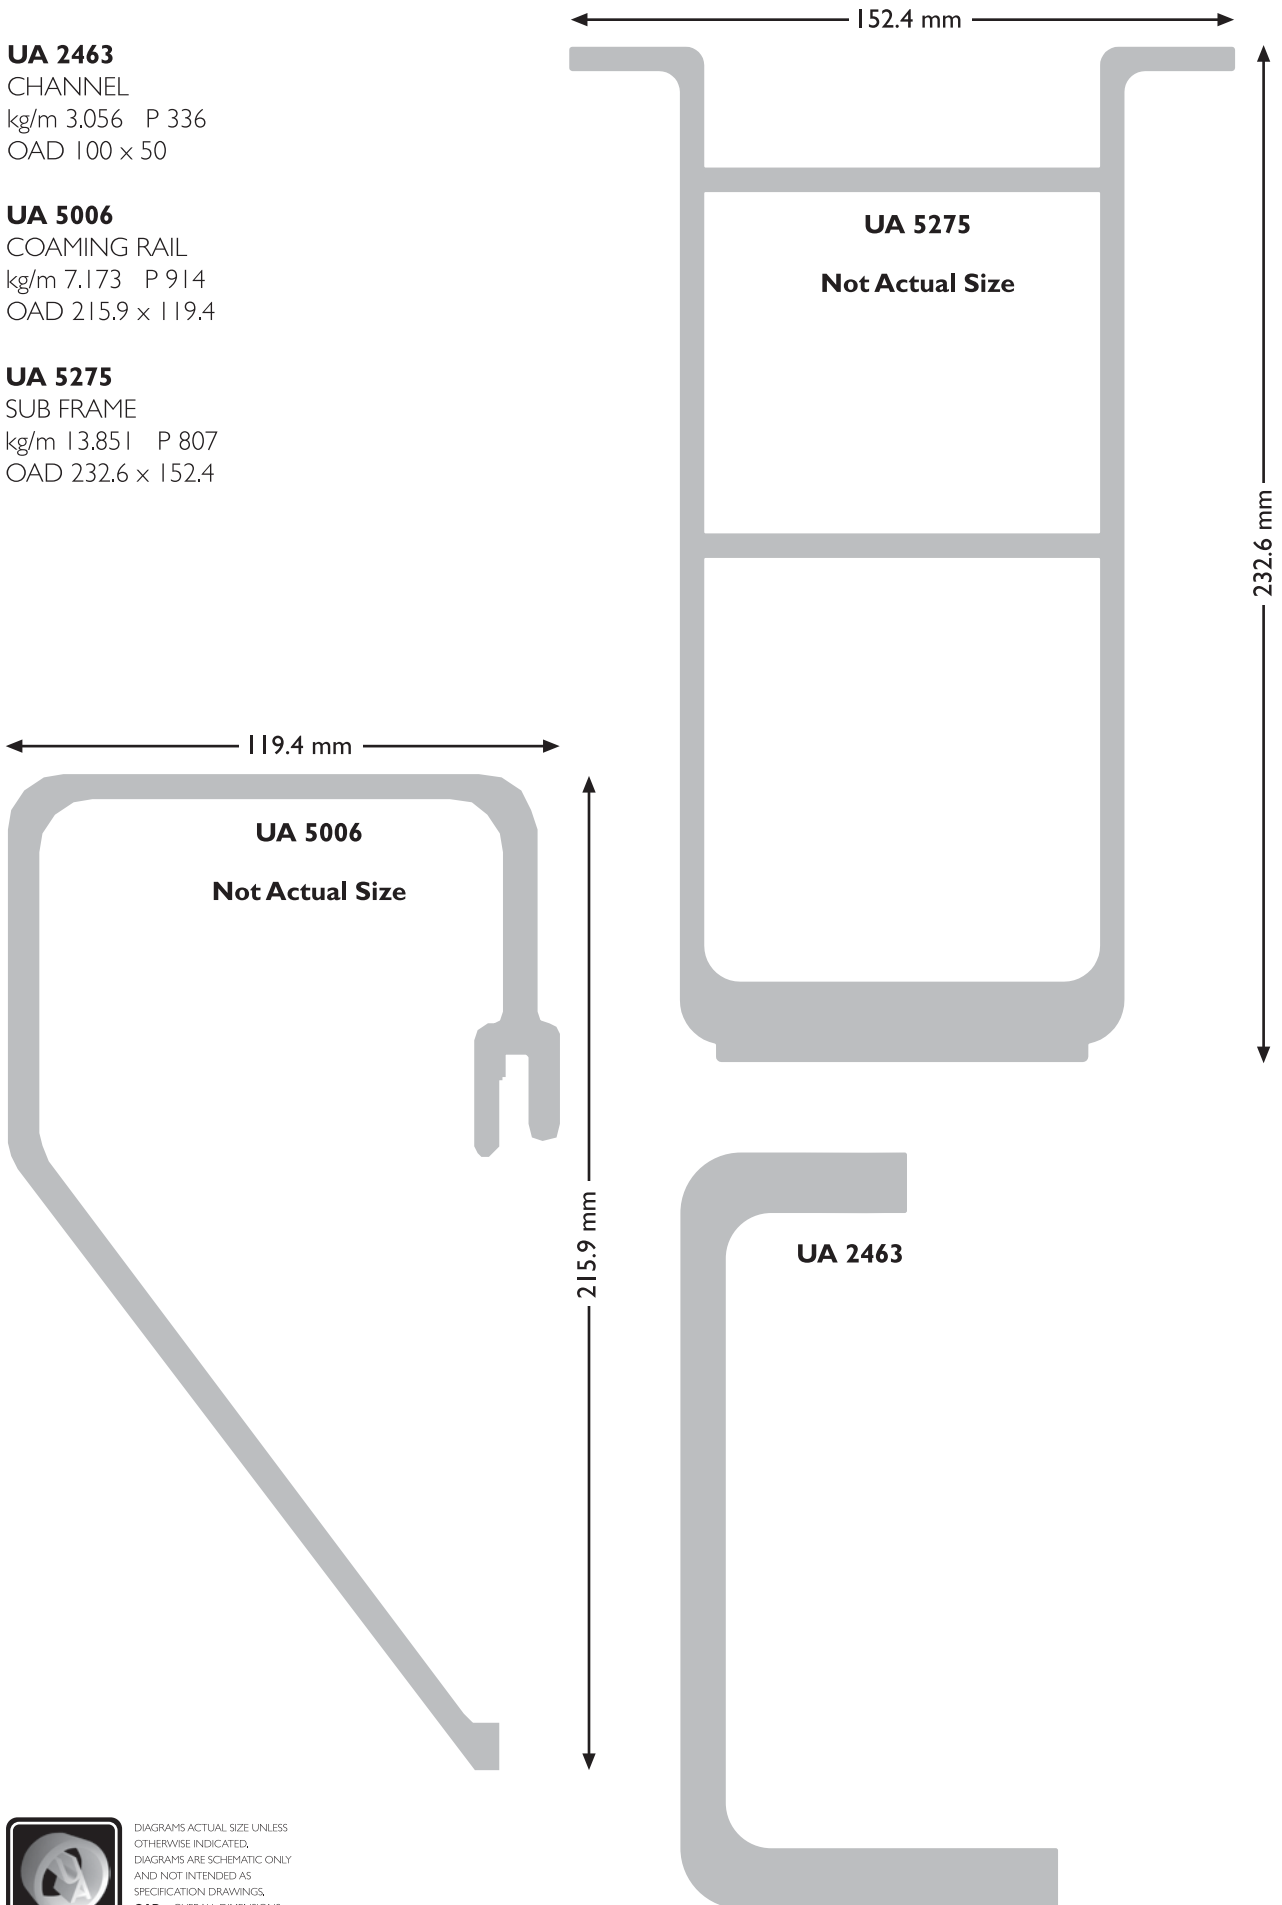 UA 2463
CHANNEL
kg/m 3.056 P 336
OAD 100 x 50
UA 5006
COAMING RAIL
kg/m 7.173 P 914
OAD 215.9 x 119.4
UA 5275
SUB FRAME
kg/m 13.851 P 807
OAD 232.6 x 152.4
152.4 mm
UA 5275
Not Actual Size
232.6 mm
119.4 mm
UA 5006
Not Actual Size
215.9 mm
UA 2463
UA
DIAGRAMS ACTUAL SIZE UNLESS
OTHERWISE INDICATED.
DIAGRAMS ARE SCHEMATIC ONLY
AND NOT INTENDED AS
SPECIFICATION DRAWINGS.